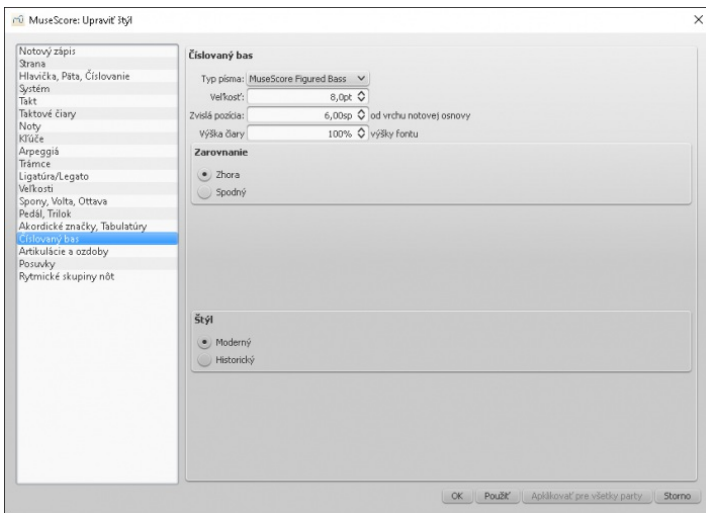 MuseScore: Upraviť štýl
Notový zápis
Strana
Hlavička, Päta, Číslovanie
Systém
Takt
Taktové čiary
Noty
Kľúče
Arpeggiá
Trámce
Ligatúra/Legato
Veľkosti
Spony, Volta, Ottava
Pedál, Trilok
Akordické značky, Tabulatúry
Číslovaný bas
Artikulácie a ozdoby
Posuvky
Rytmické skupiny nôt
Číslovaný bas
Typ písma: MuseScore Figured Bass
Veľkosť: 8,0pt
Zvislá pozícia: 6,00sp od vrchu notovej osnovy
Výška čiary 100% výšky fontu
Zarovnanie
Zhora
Spodný
Štýl
Moderný
Historický
OK Použiť Aplikovať pre všetky party Storno